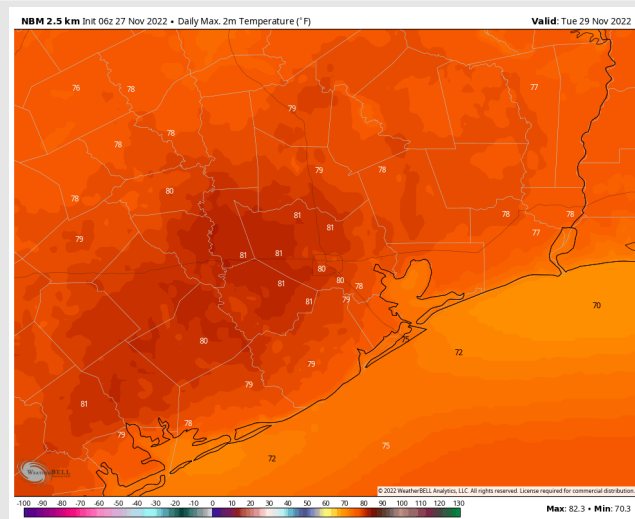 NBM 2.5 km Init 06z 27 Nov 2022 • Daily Max. 2m Temperature (°F)
Valid: Tue 29 Nov 2022
76 78 77
79
78 78
79 78
80
78
81 78 78
81 77
79
81 81
80
81 80 78
81 79
70
75
80 72
79
79
81
78
79
75
72
WeatherBELL
© 2022 WeatherBELL Analytics, LLC. All rights reserved. License required for commercial distribution.
-100 -90 -80 -70 -60 -50 -40 -30 -20 -10 0 10 20 30 40 50 60 70 80 90 100 110 120 130
Max: 82.3 • Min: 70.3